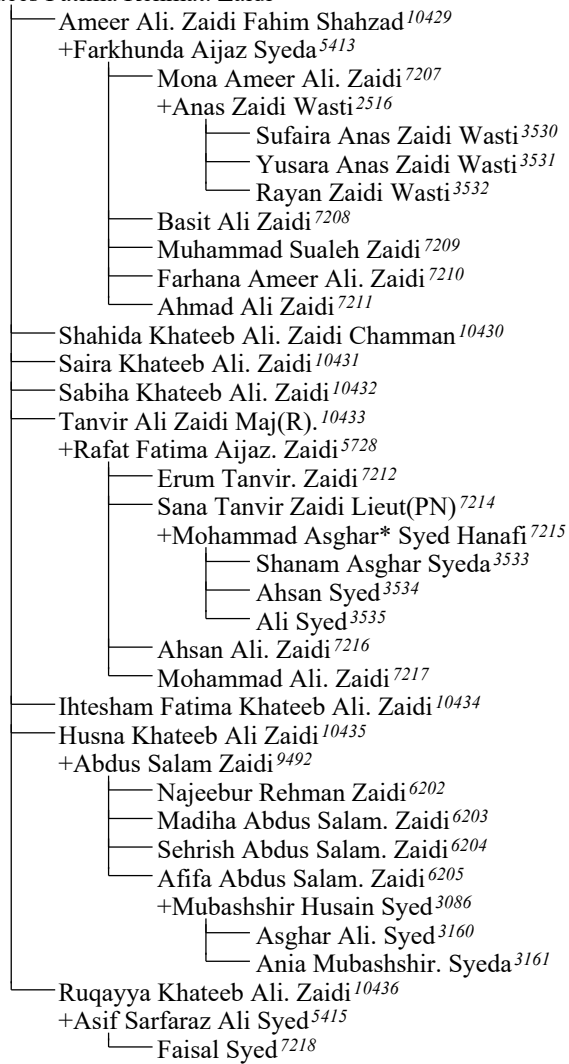 Ameer Ali. Zaidi Fahim Shahzad 10429
+Farkhunda Aijaz Syeda 5413
Mona Ameer Ali. Zaidi 7207
+Anas Zaidi Wasti 2516
Sufaira Anas Zaidi Wasti 3530
Yusara Anas Zaidi Wasti 3531
Rayan Zaidi Wasti 3532
Basit Ali Zaidi 7208
Muhammad Sualeh Zaidi 7209
Farhana Ameer Ali. Zaidi 7210
Ahmad Ali Zaidi 7211
Shahida Khateeb Ali. Zaidi Chamman 10430
Saira Khateeb Ali. Zaidi 10431
Sabiha Khateeb Ali. Zaidi 10432
Tanvir Ali Zaidi Maj(R). 10433
+Rafat Fatima Aijaz. Zaidi 5728
Erum Tanvir. Zaidi 7212
Sana Tanvir Zaidi Lieut(PN) 7214
+Mohammad Asghar* Syed Hanafi 7215
Shanam Asghar Syeda 3533
Ahsan Syed 3534
Ali Syed 3535
Ahsan Ali. Zaidi 7216
Mohammad Ali. Zaidi 7217
Ihtesham Fatima Khateeb Ali. Zaidi 10434
Husna Khateeb Ali Zaidi 10435
+Abdus Salam Zaidi 9492
Najeebur Rehman Zaidi 6202
Madiha Abdus Salam. Zaidi 6203
Sehrish Abdus Salam. Zaidi 6204
Afifa Abdus Salam. Zaidi 6205
+Mubashshir Husain Syed 3086
Asghar Ali. Syed 3160
Ania Mubashshir. Syeda 3161
Ruqayya Khateeb Ali. Zaidi 10436
+Asif Sarfaraz Ali Syed 5415
Faisal Syed 7218